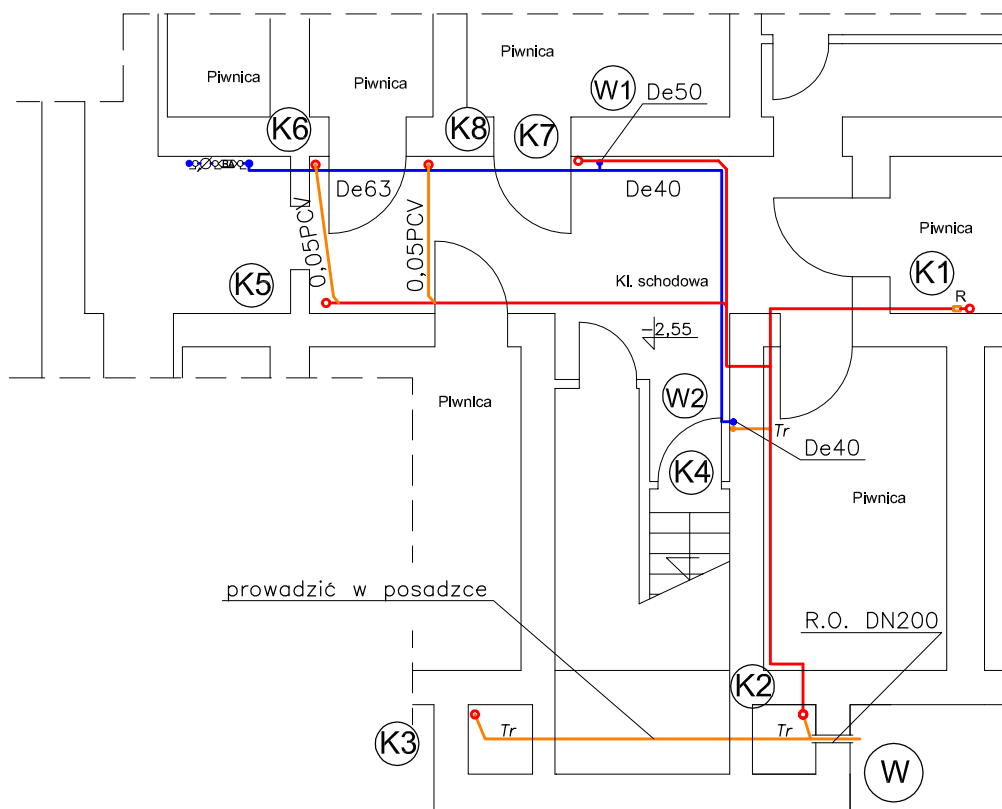 Piwnica
Piwnica
Piwnica
W1
De50
K6
K8
K7
BA
De63
De40
0,05PCV
0,05PCV
Piwnica
K5
Kl. schodowa
K1
R
-2,55
Piwnica
W2
Tr
De40
K4
Piwnica
prowadzić w posadzce
R.O. DN200
K2
K3
Tr
Tr
W